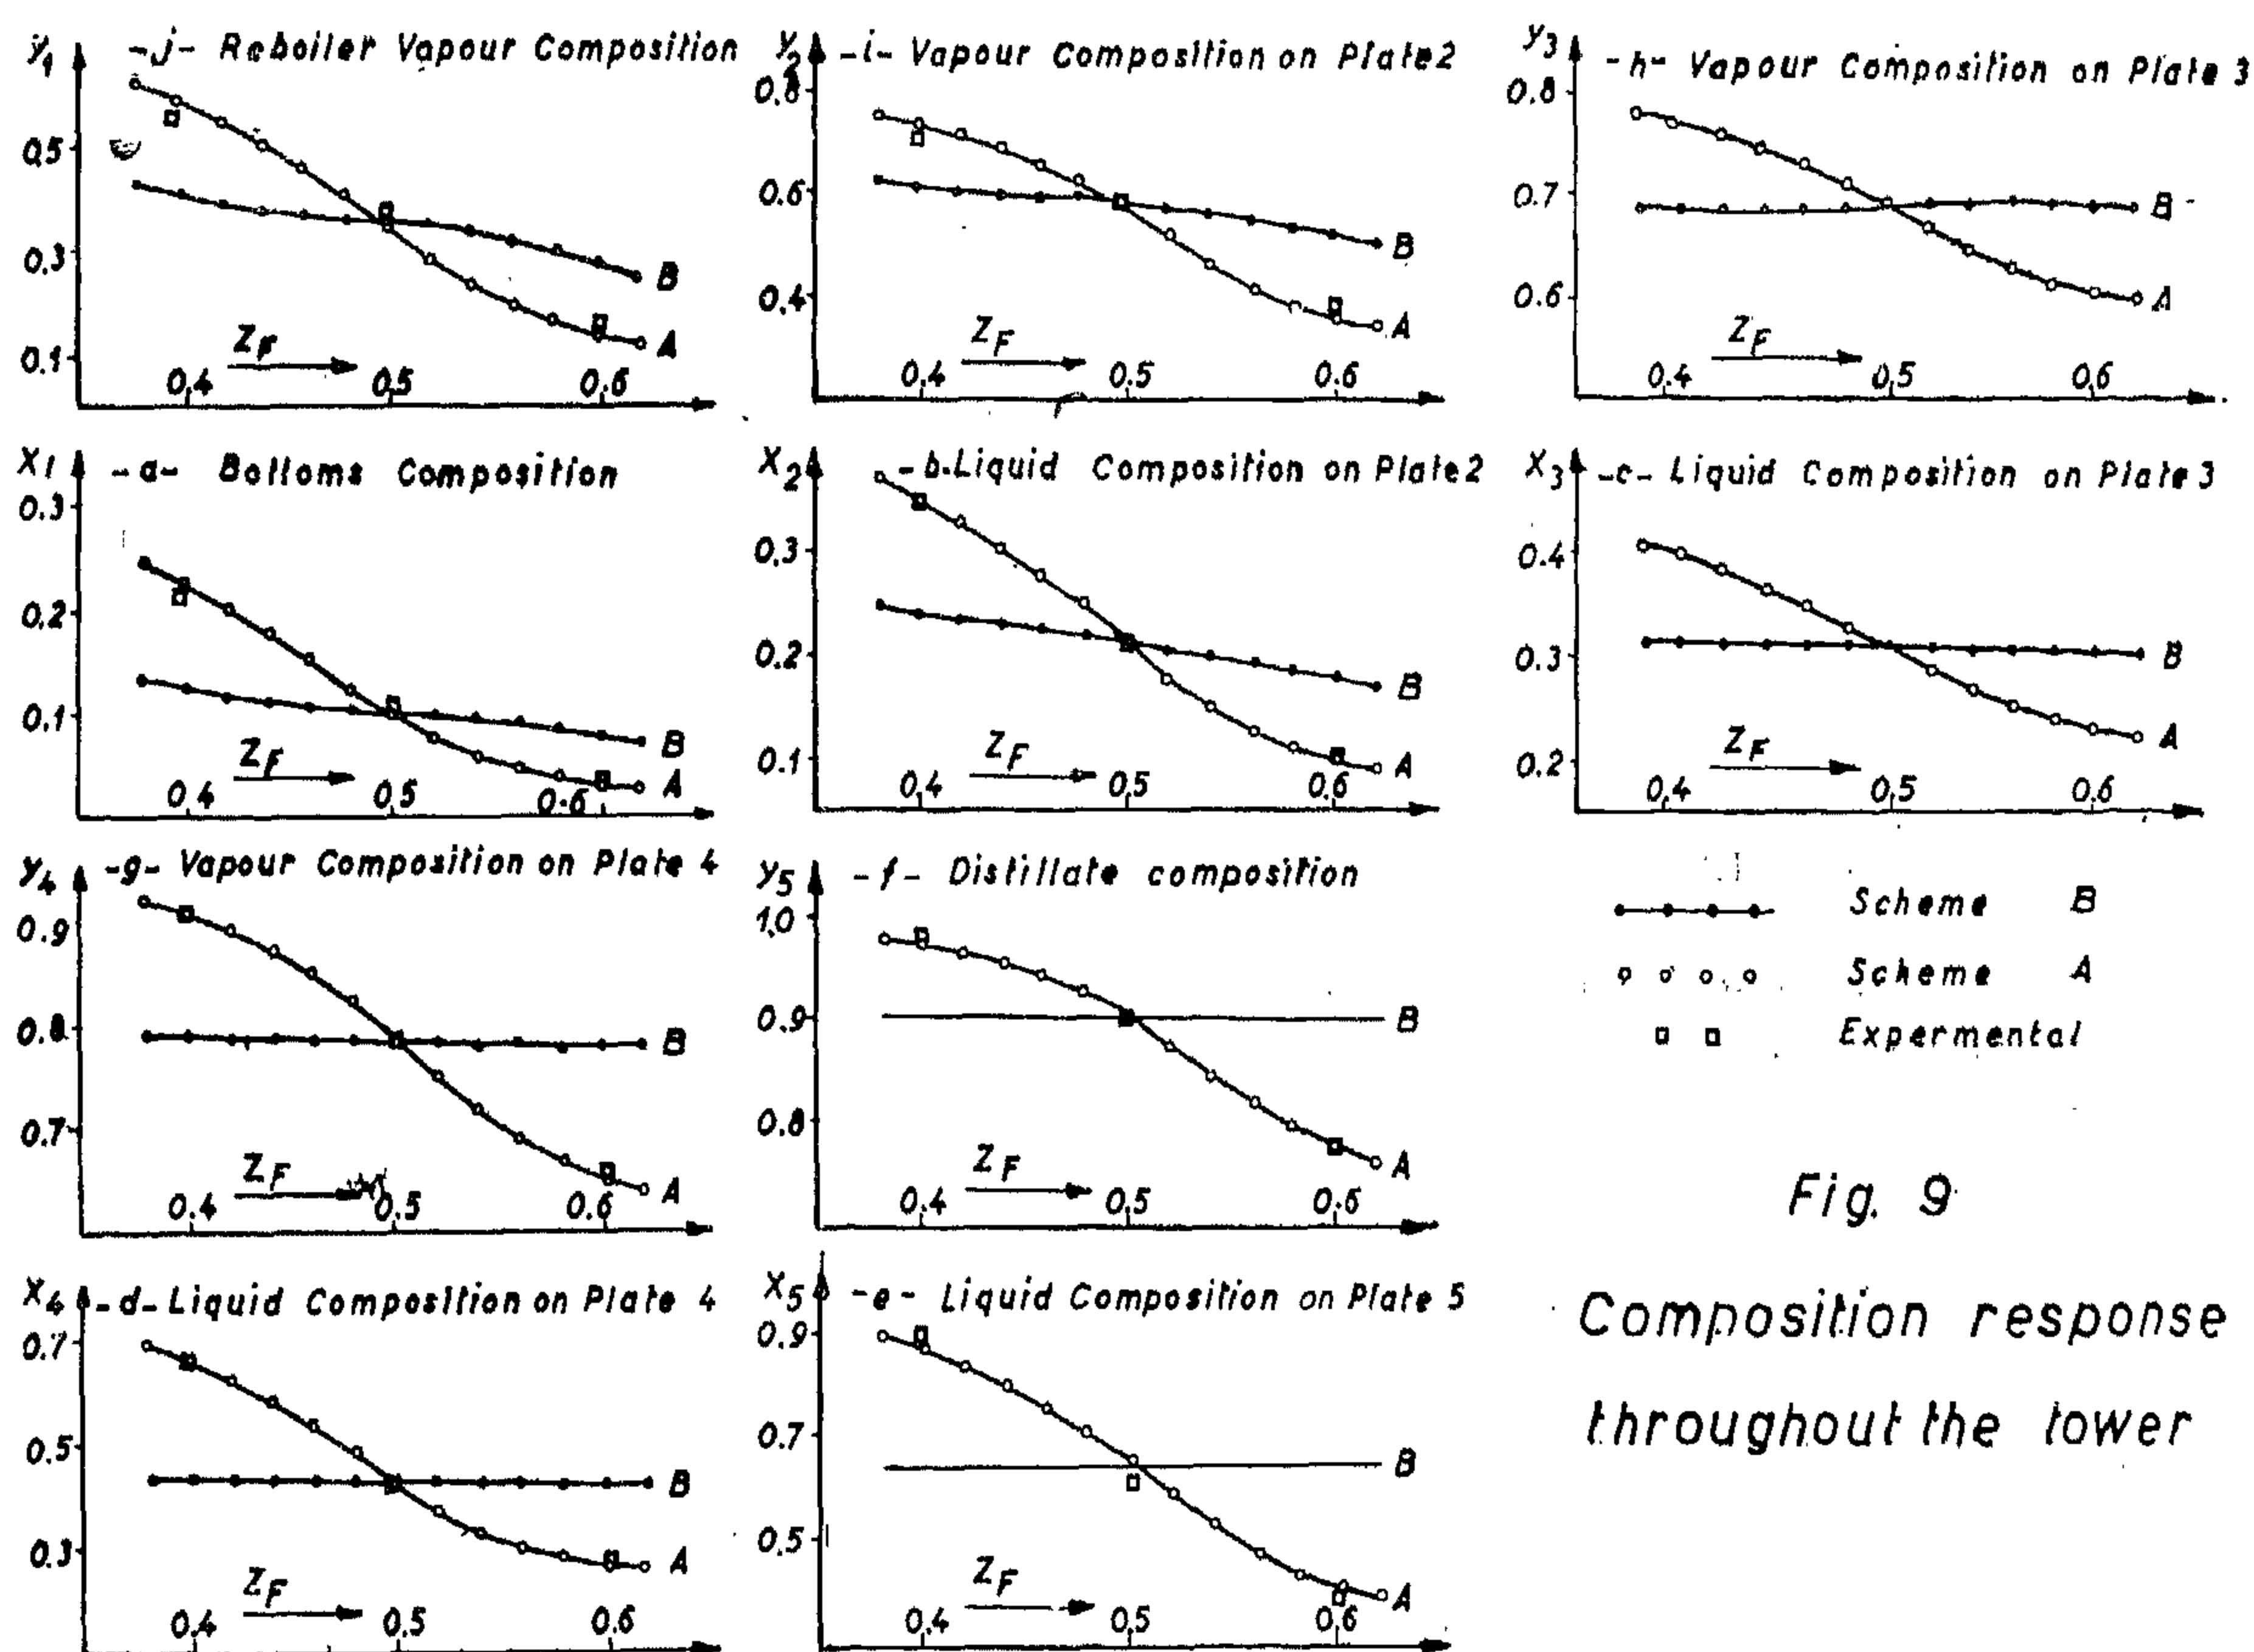 y1 -j- Reboiler Vapour Composition
0.5
0.3
0.1
B
A
ZF
0.4 0.5 0.6
y2 -i- Vapour Composition on Plate 2
0.8
0.6
0.4
B
A
ZF
0.4 0.5 0.6
y3 -h- Vapour Composition on Plate 3
0.8
0.7
0.6
B
A
ZF
0.4 0.5 0.6
X1 -a- Bottoms Composition
0.3
0.2
0.1
B
A
ZF
0.4 0.5 0.6
X2 -b- Liquid Composition on Plate 2
0.3
0.2
0.1
B
A
ZF
0.4 0.5 0.6
X3 -c- Liquid Composition on Plate 3
0.4
0.3
0.2
B
A
ZF
0.4 0.5 0.6
y4 -g- Vapour Composition on Plate 4
0.9
0.8
0.7
B
A
ZF
0.4 0.5 0.6
y5 -f- Distillate composition
1.0
0.9
0.8
B
A
ZF
0.4 0.5 0.6
Scheme B
Scheme A
Expermental
X4 -d- Liquid Composition on Plate 4
0.7
0.5
0.3
B
A
ZF
0.4 0.5 0.6
X5 -e- Liquid Composition on Plate 5
0.9
0.7
0.5
B
A
ZF
0.4 0.5 0.6
Fig. 9
Composition response
throughout the tower